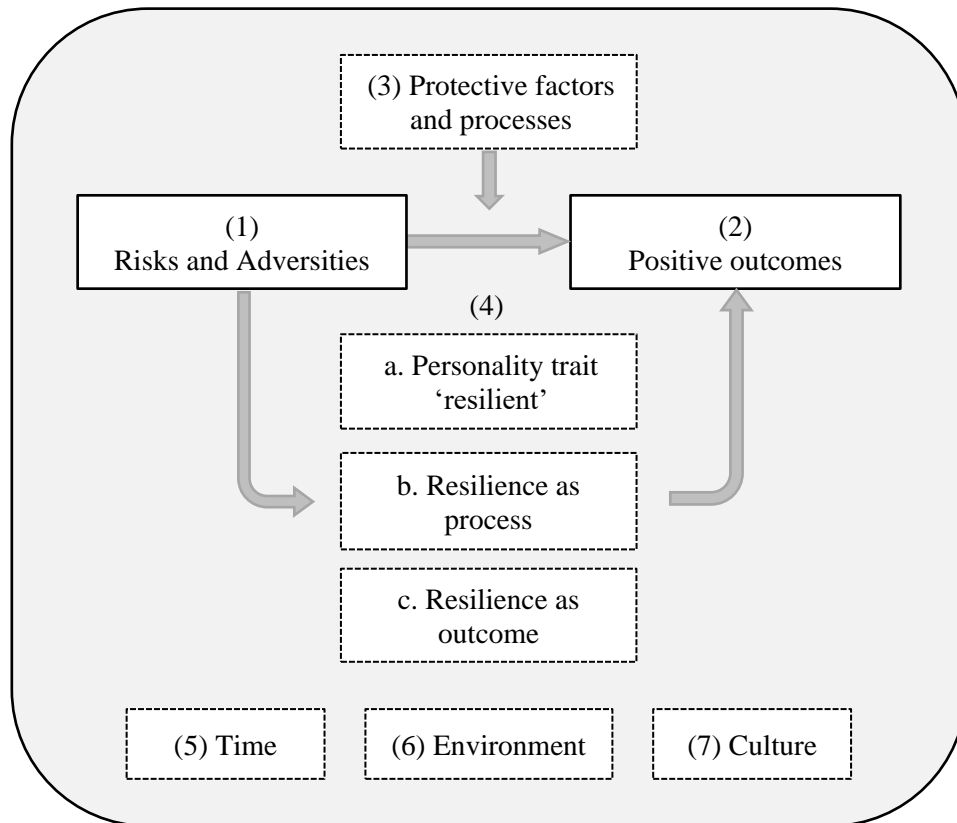 (3) Protective factors
and processes
(1)
Risks and Adversities
(2)
Positive outcomes
(4)
a. Personality trait
‘resilient’
b. Resilience as
process
c. Resilience as
outcome
(5) Time
(6) Environment
(7) Culture